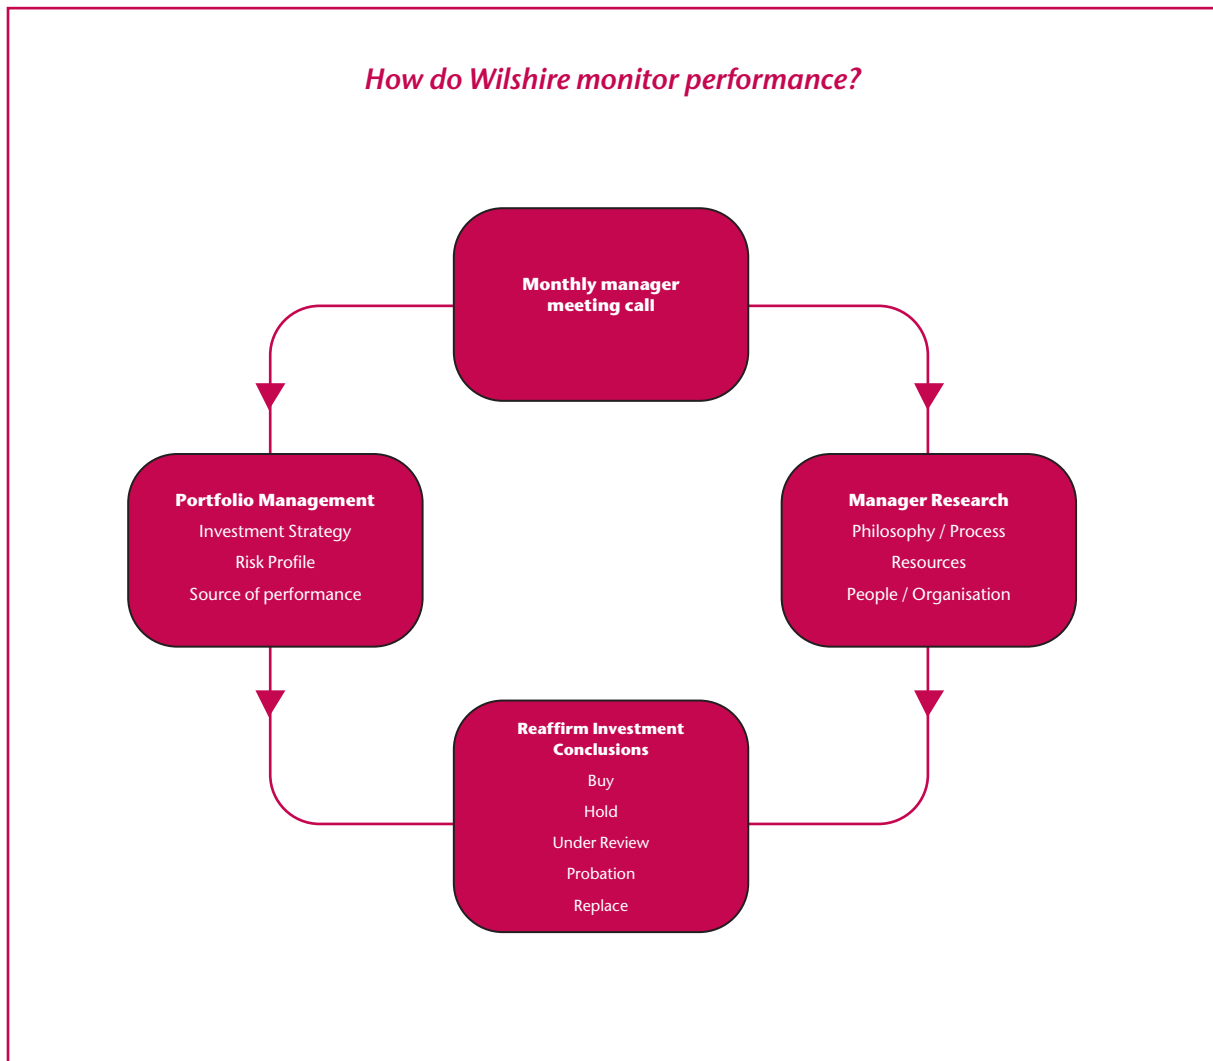 How do Wilshire monitor performance?
Monthly manager
meeting call
Portfolio Management
Investment Strategy
Risk Profile
Source of performance
Manager Research
Philosophy / Process
Resources
People / Organisation
Reaffirm Investment
Conclusions
Buy
Hold
Under Review
Probation
Replace